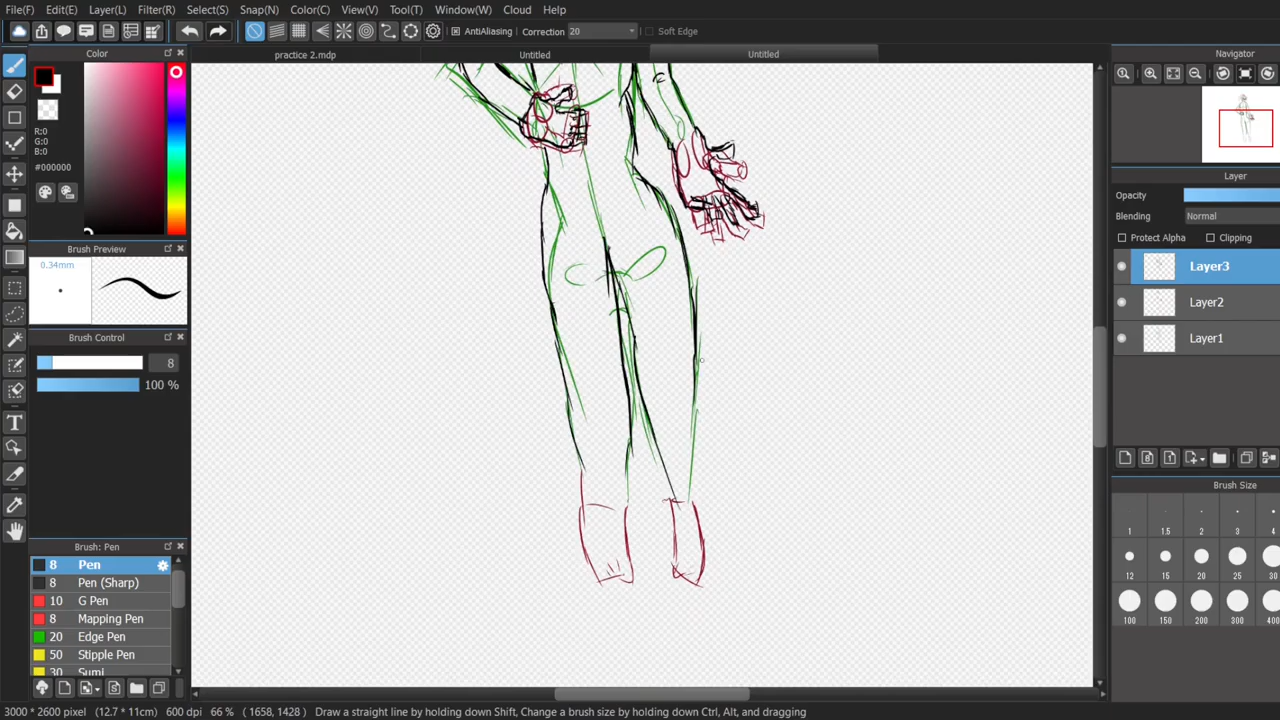 File(F) Edit(E) Layer(L) Filter(R) Select(S) Snap(N) Color(C) View(V) Tool(T) Window(W) Cloud Help
AntiAliasing Correction 20 Soft Edge
Color
practice 2.mdp Untitled Untitled
Navigator
R:0
G:0
B:0
#000000
Layer
Opacity
Blending Normal
Protect Alpha Clipping
Brush Preview
0.34mm
Layer3
Layer2
Brush Control
Layer1
8
100 %
Brush Size
1 1.5 2 3 4
12 15 20 25 30
100 150 200 300 400
Brush: Pen
8 Pen
8 Pen (Sharp)
10 G Pen
8 Mapping Pen
20 Edge Pen
50 Stipple Pen
30 Sumi
3000 * 2600 pixel (12.7 * 11cm) 600 dpi 66 % ( 1658, 1428 ) Draw a straight line by holding down Shift, Change a brush size by holding down Ctrl, Alt, and dragging